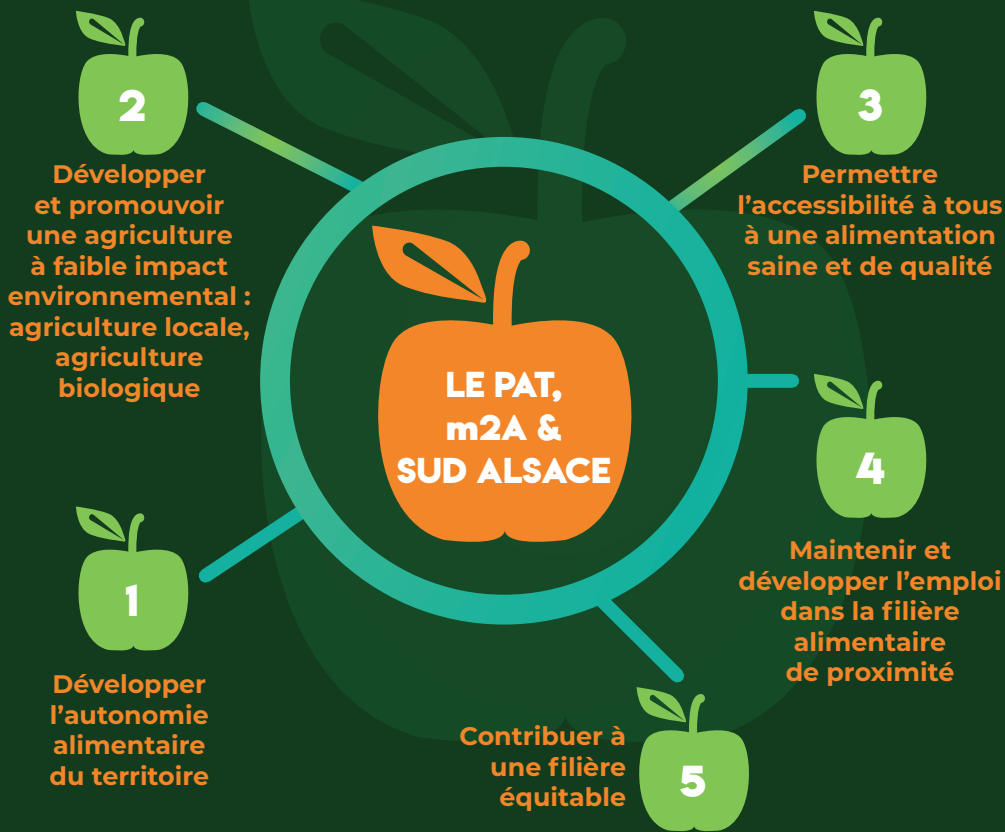 LE PAT,
m2A &
SUD ALSACE
1
Développer
l’autonomie
alimentaire
du territoire
2
Développer
et promouvoir
une agriculture
à faible impact
environnemental :
agriculture locale,
agriculture
biologique
3
Permettre
l’accessibilité à tous
à une alimentation
saine et de qualité
4
Maintenir et
développer l’emploi
dans la filière
alimentaire
de proximité
5
Contribuer à
une filière
équitable